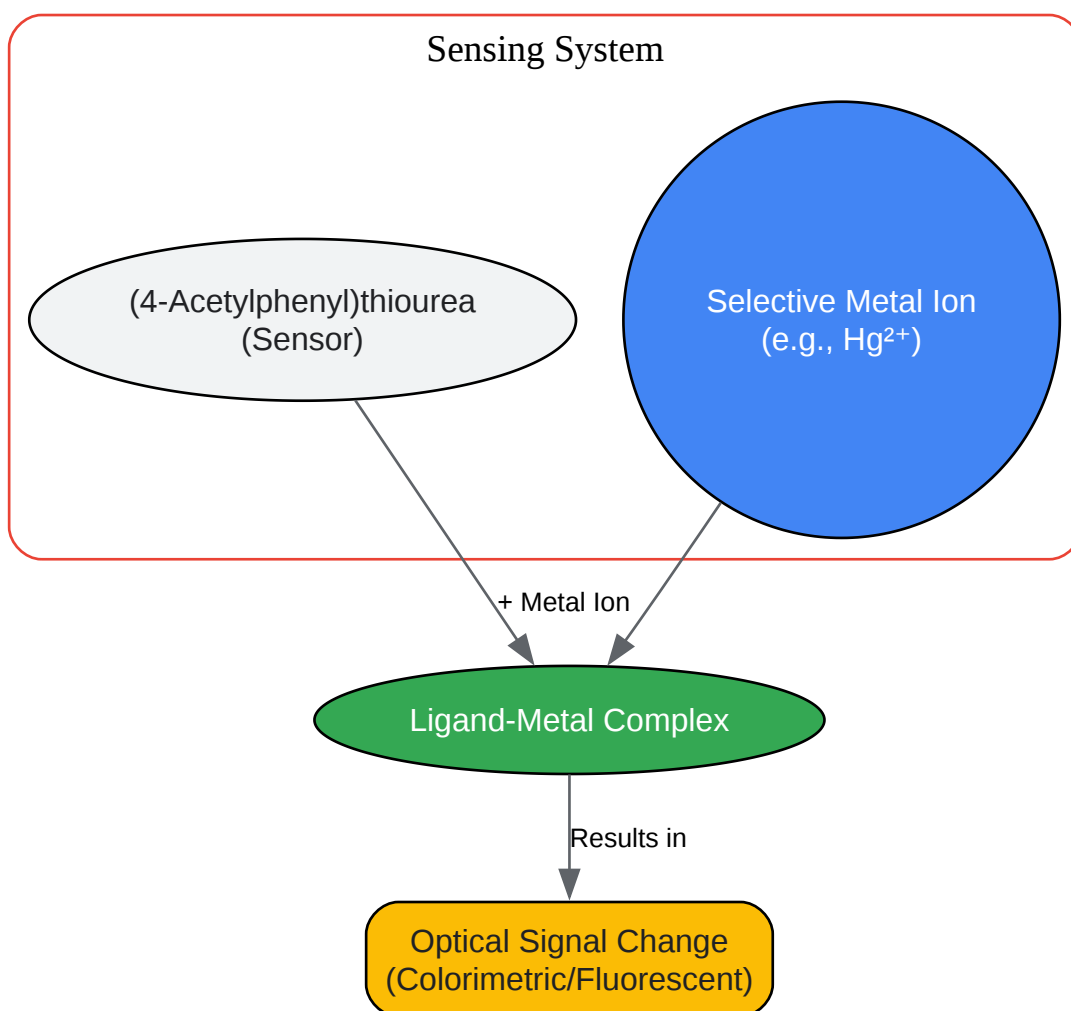 Sensing System
(4-Acetylphenyl)thiourea
(Sensor)
Selective Metal Ion
(e.g., Hg²⁺)
+ Metal Ion
Ligand-Metal Complex
Results in
Optical Signal Change
(Colorimetric/Fluorescent)